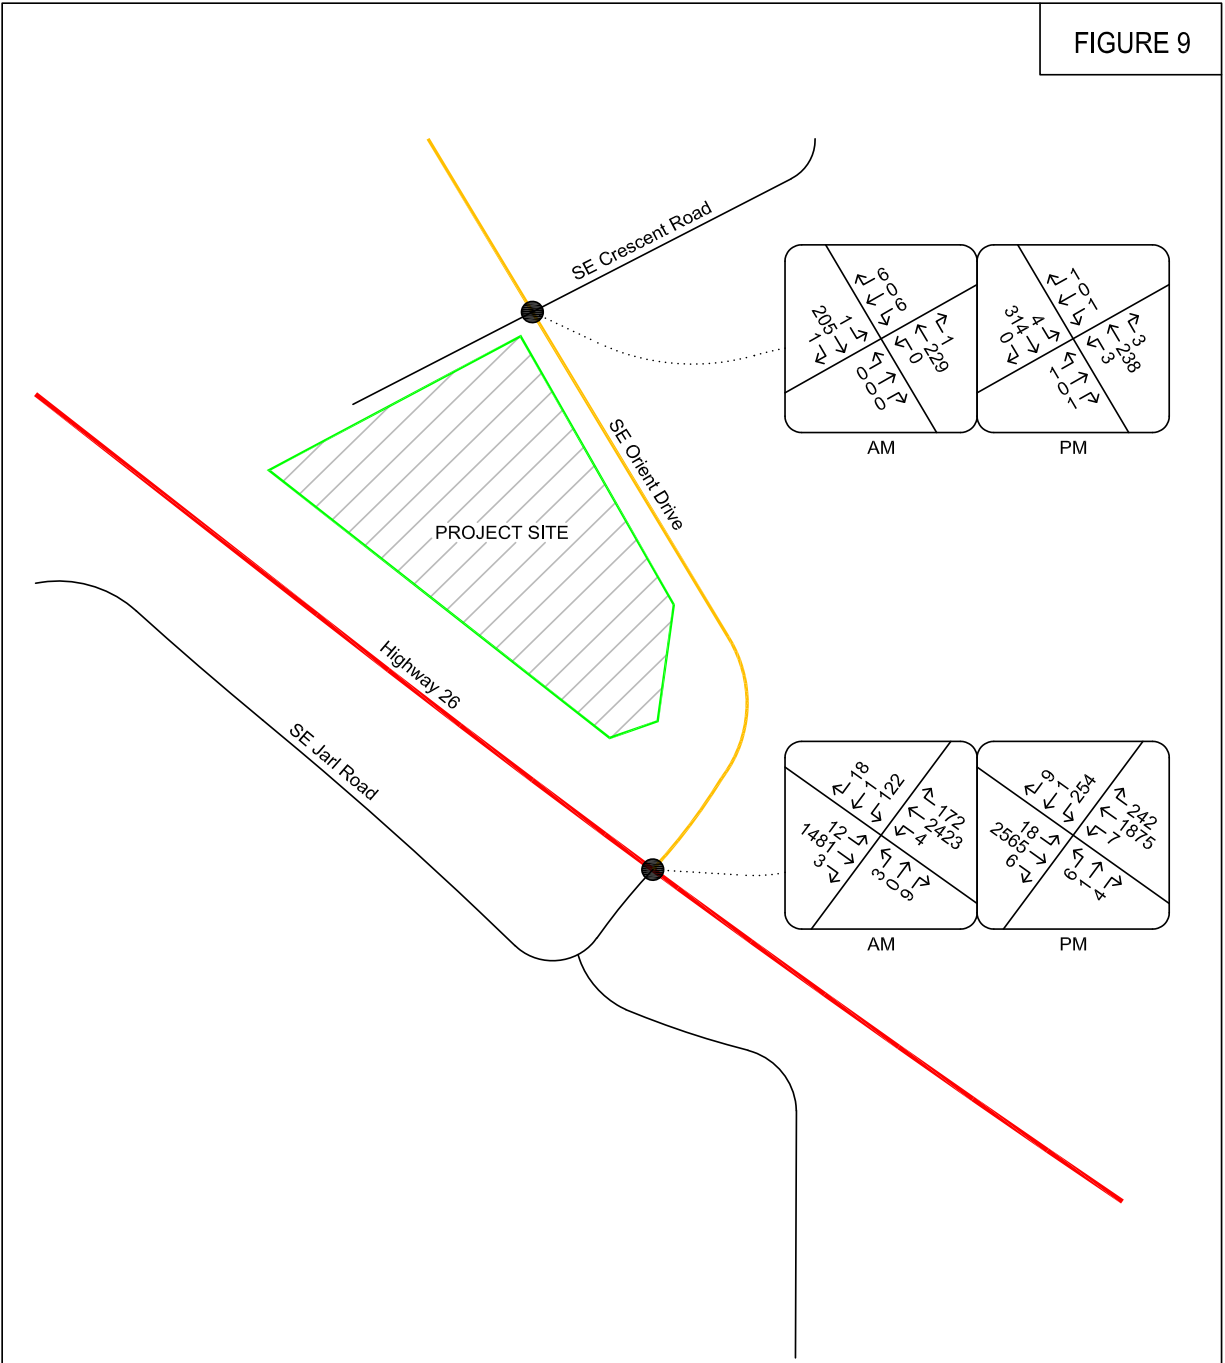 FIGURE 9
SE Crescent Road
6 0 6
1
205
1
1
229
0
0 0 0
AM
1 0 1
4
314
0
3
238
3
1 0 1
PM
SE Orient Drive
PROJECT SITE
Highway 26
SE Jarl Road
18 1 122
12
1481
3
172
2423
4
3 0 9
AM
9 1 254
18
2565
6
242
1875
7
6 1 4
PM